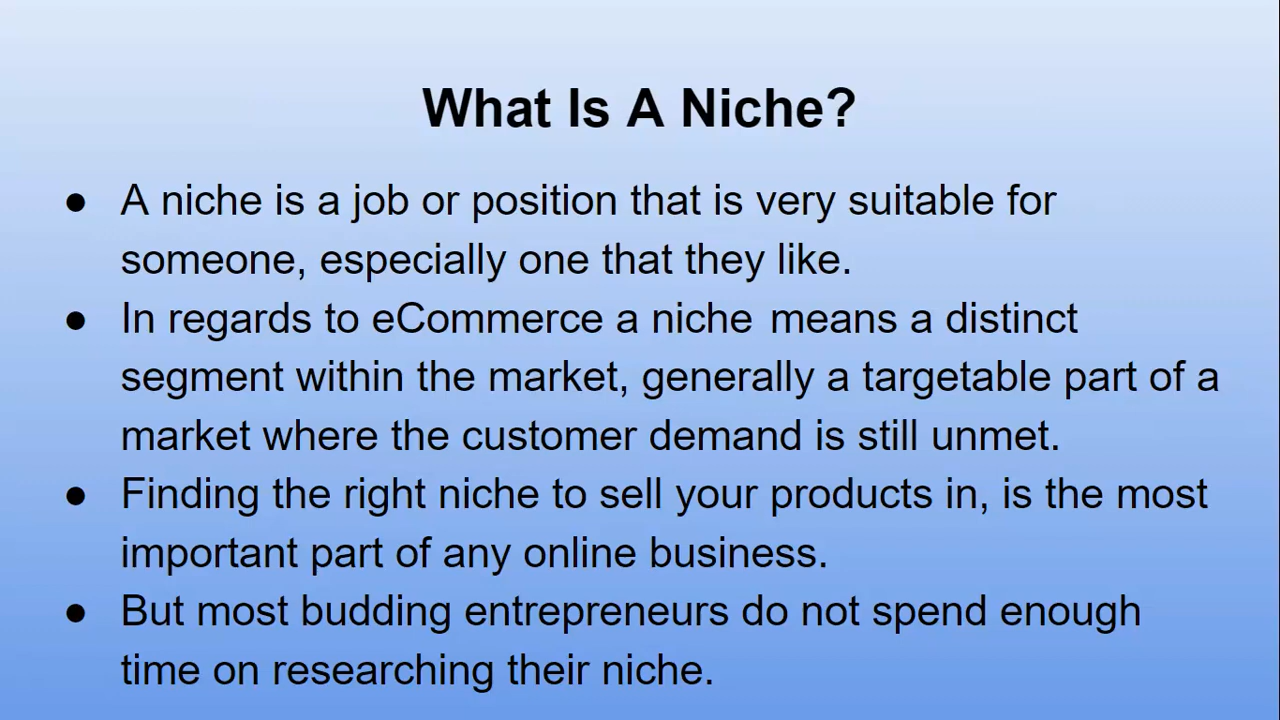 What Is A Niche?
● A niche is a job or position that is very suitable for
someone, especially one that they like.
● In regards to eCommerce a niche means a distinct
segment within the market, generally a targetable part of a
market where the customer demand is still unmet.
● Finding the right niche to sell your products in, is the most
important part of any online business.
● But most budding entrepreneurs do not spend enough
time on researching their niche.